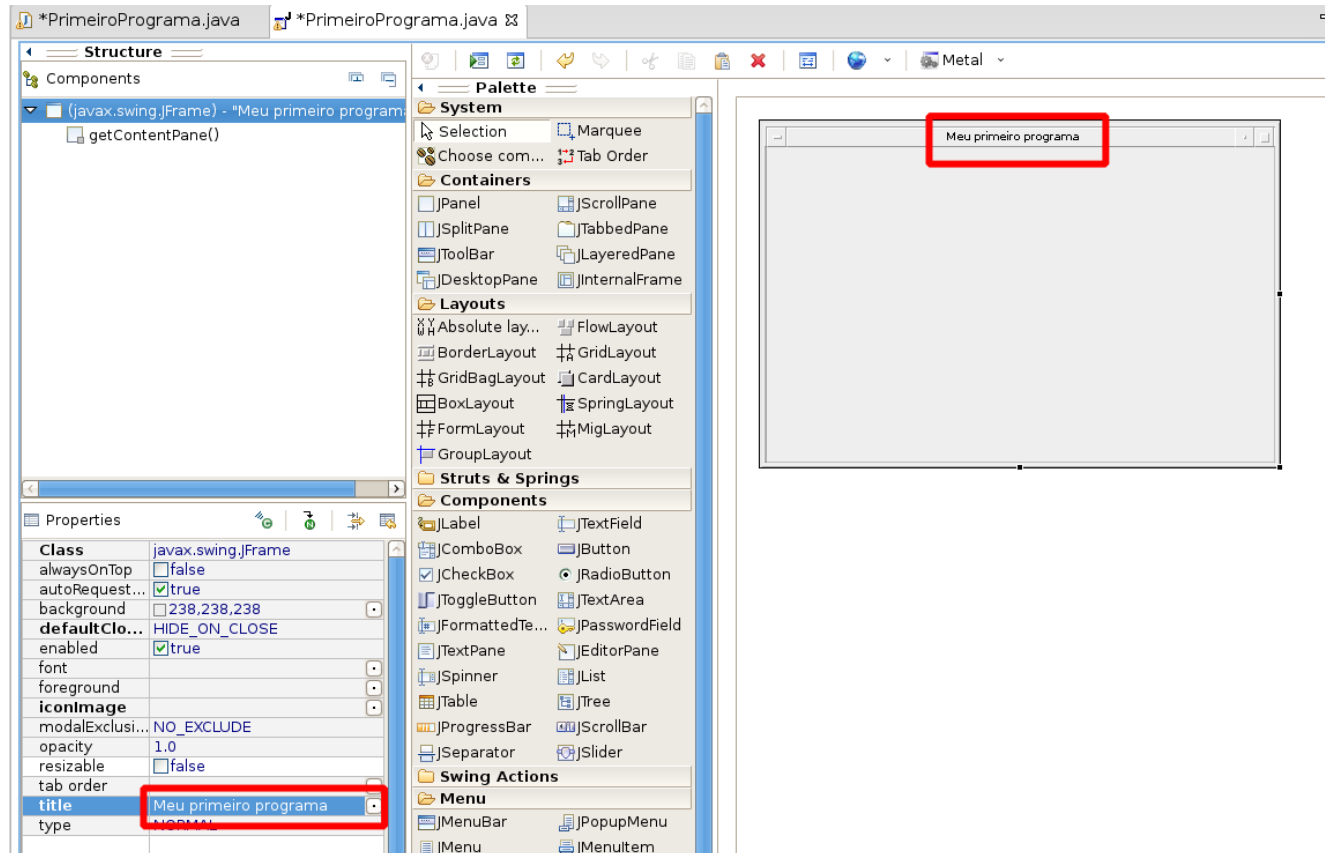 *PrimeiroPrograma.java
*PrimeiroPrograma.java
Structure
Components
(javax.swing.JFrame) - "Meu primeiro program
getContentPane()
Properties
Class javax.swing.JFrame
alwaysOnTop false
autoRequest... true
background 238,238,238
defaultClo... HIDE_ON_CLOSE
enabled true
font
foreground
iconImage
modalExclusi... NO_EXCLUDE
opacity 1.0
resizable false
tab order
title Meu primeiro programa
type NORMAL
Metal
Palette
System
Selection Marquee
Choose com... Tab Order
Containers
JPanel JScrollPane
JSplitPane JTabbedPane
JToolBar JLayeredPane
JDesktopPane JInternalFrame
Layouts
Absolute lay... FlowLayout
BorderLayout GridLayout
GridBagLayout CardLayout
BoxLayout SpringLayout
FormLayout MigLayout
GroupLayout
Struts & Springs
Components
JLabel JTextField
JComboBox JButton
JCheckBox JRadioButton
JToggleButton JTextArea
JFormattedTe... JPasswordField
JTextPane JEditorPane
JSpinner JList
JTable JTree
JProgressBar JScrollBar
JSeparator JSlider
Swing Actions
Menu
JMenuBar JPopupMenu
JMenu JMenuItem
Meu primeiro programa